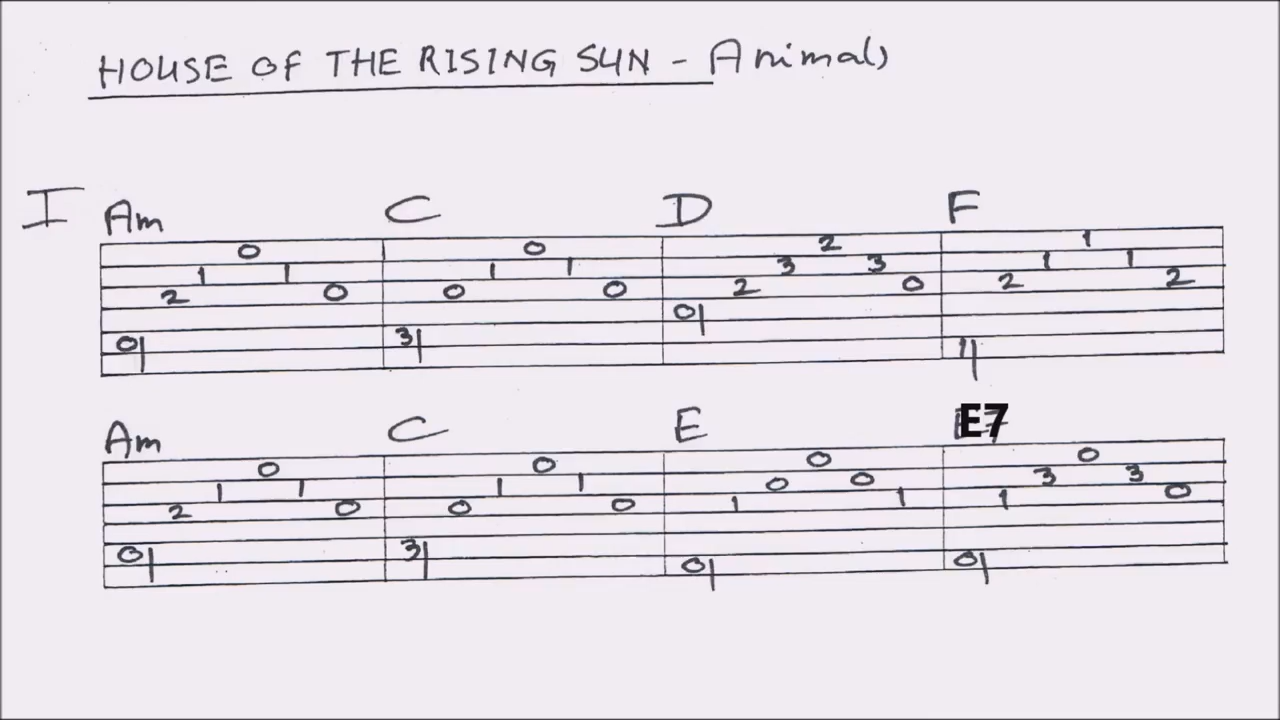 HOUSE OF THE RISING SUN - Animals
I Am C D F
0 2 1 0 1 0 3 0 1 0 1 0 0 2 3 2 3 0 1 2 1 1 1 2
Am C E E7
0 2 1 0 1 0 3 0 1 0 1 0 0 1 0 0 0 1 0 1 3 0 3 0